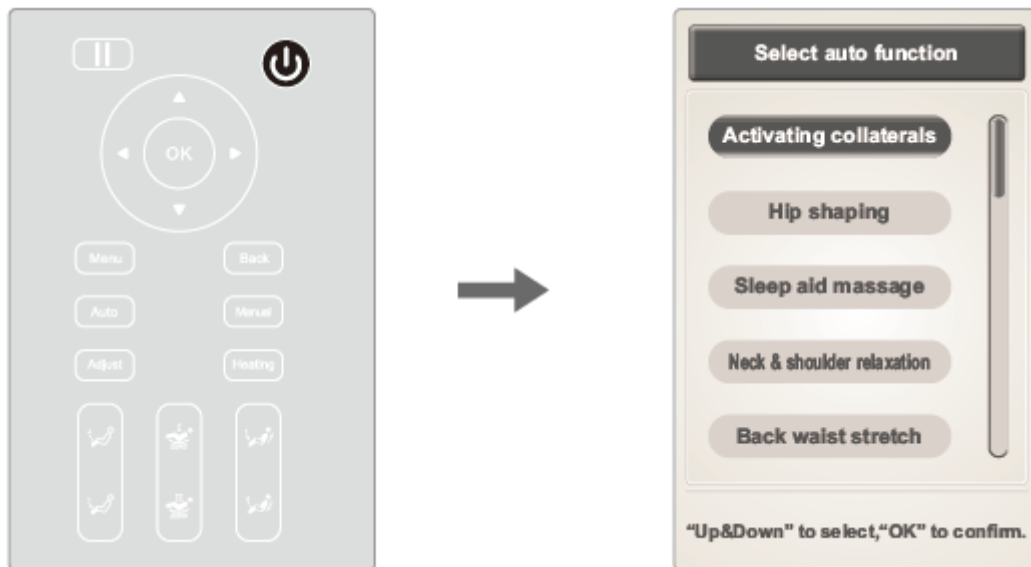 OK
Menu
Back
Auto
Manual
Adjust
Heating
Select auto function
Activating collaterals
Hip shaping
Sleep aid massage
Neck & shoulder relaxation
Back waist stretch
“Up&Down” to select,“OK” to confirm.